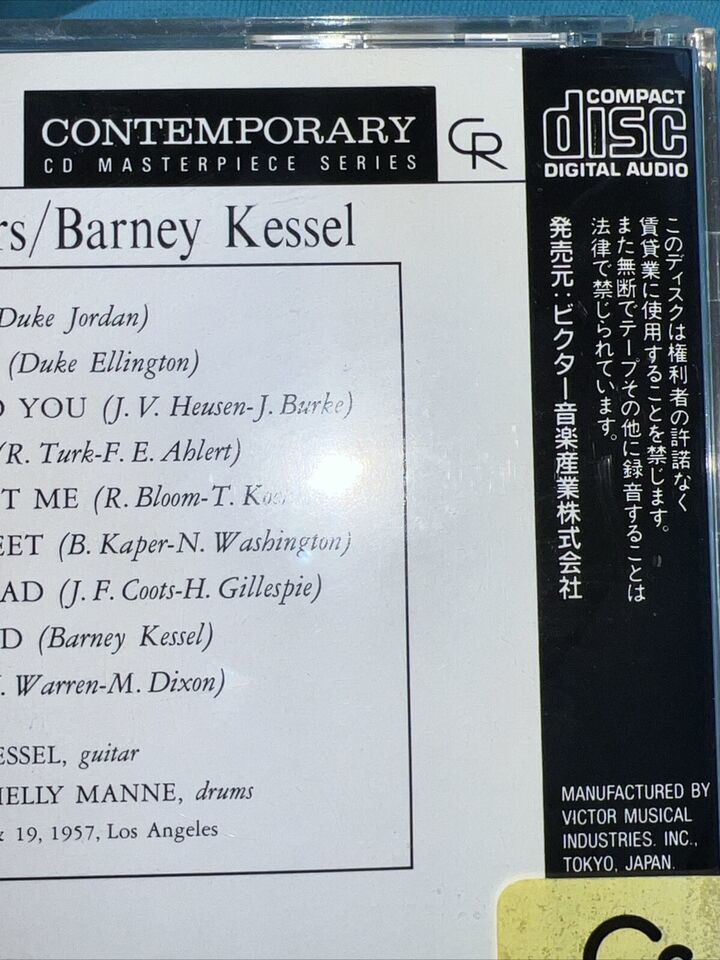 CONTEMPORARY
CD MASTERPIECE SERIES
CR
COMPACT
disc
DIGITAL AUDIO
rs/Barney Kessel
Duke Jordan)
(Duke Ellington)
O YOU (J. V. Heusen-J. Burke)
(R. Turk-F. E. Ahlert)
T ME (R. Bloom-T. Ko
EET (B. Kaper-N. Washington)
AD (J. F. Coots-H. Gillespie)
D (Barney Kessel)
. Warren-M. Dixon)
ESSEL, guitar
HELLY MANNE, drums
& 19, 1957, Los Angeles
このディスクは権利者の許諾なく
賃貸業に使用することを禁じます。
また無断でテープその他に録音することは
法律で禁じられています。
発売元:ビクター音楽産業株式会社
MANUFACTURED BY
VICTOR MUSICAL
INDUSTRIES. INC.,
TOKYO, JAPAN.